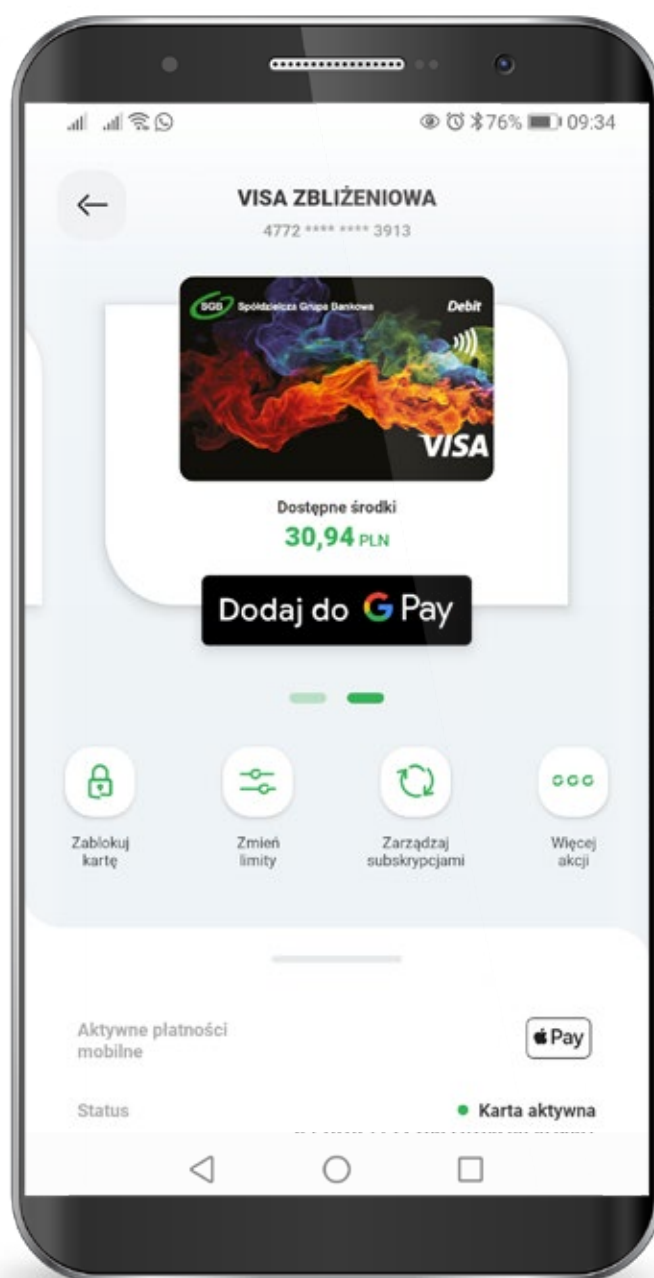 76% 09:34
VISA ZBLIŻENIOWA
4772 **** **** 3913
SGB Spółdzielcza Grupa Bankowa Debit
VISA
Dostępne środki
30,94 PLN
Dodaj do G Pay
Zablokuj
kartę
Zmień
limity
Zarządzaj
subskrypcjami
Więcej
akcji
Aktywne płatności
mobilne
Pay
Status
Karta aktywna